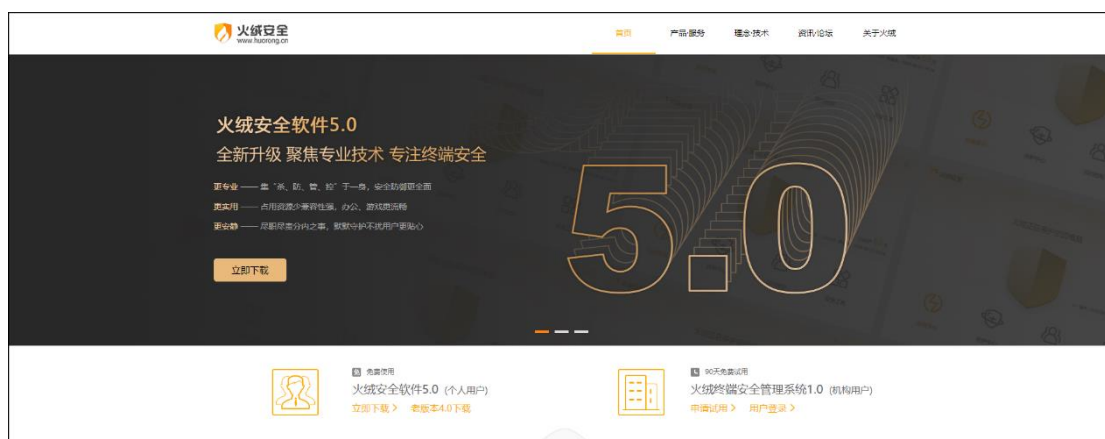 火绒安全
www.huorong.cn
首页 产品·服务 理念·技术 资讯·论坛 关于火绒
火绒安全软件5.0
全新升级 聚焦专业技术 专注终端安全
更专业 —— 集“杀、防、管、控”于一身，安全防御更全面
更实用 —— 占用资源少兼容性强，办公、游戏更流畅
更安静 —— 尽职尽责分内之事，默默守护不扰用户更贴心
立即下载
5.0
免费使用
火绒安全软件5.0 (个人用户)
立即下载 > 老版本4.0下载
90天免费试用
火绒终端安全管理系统1.0 (机构用户)
申请试用 > 用户登录 >